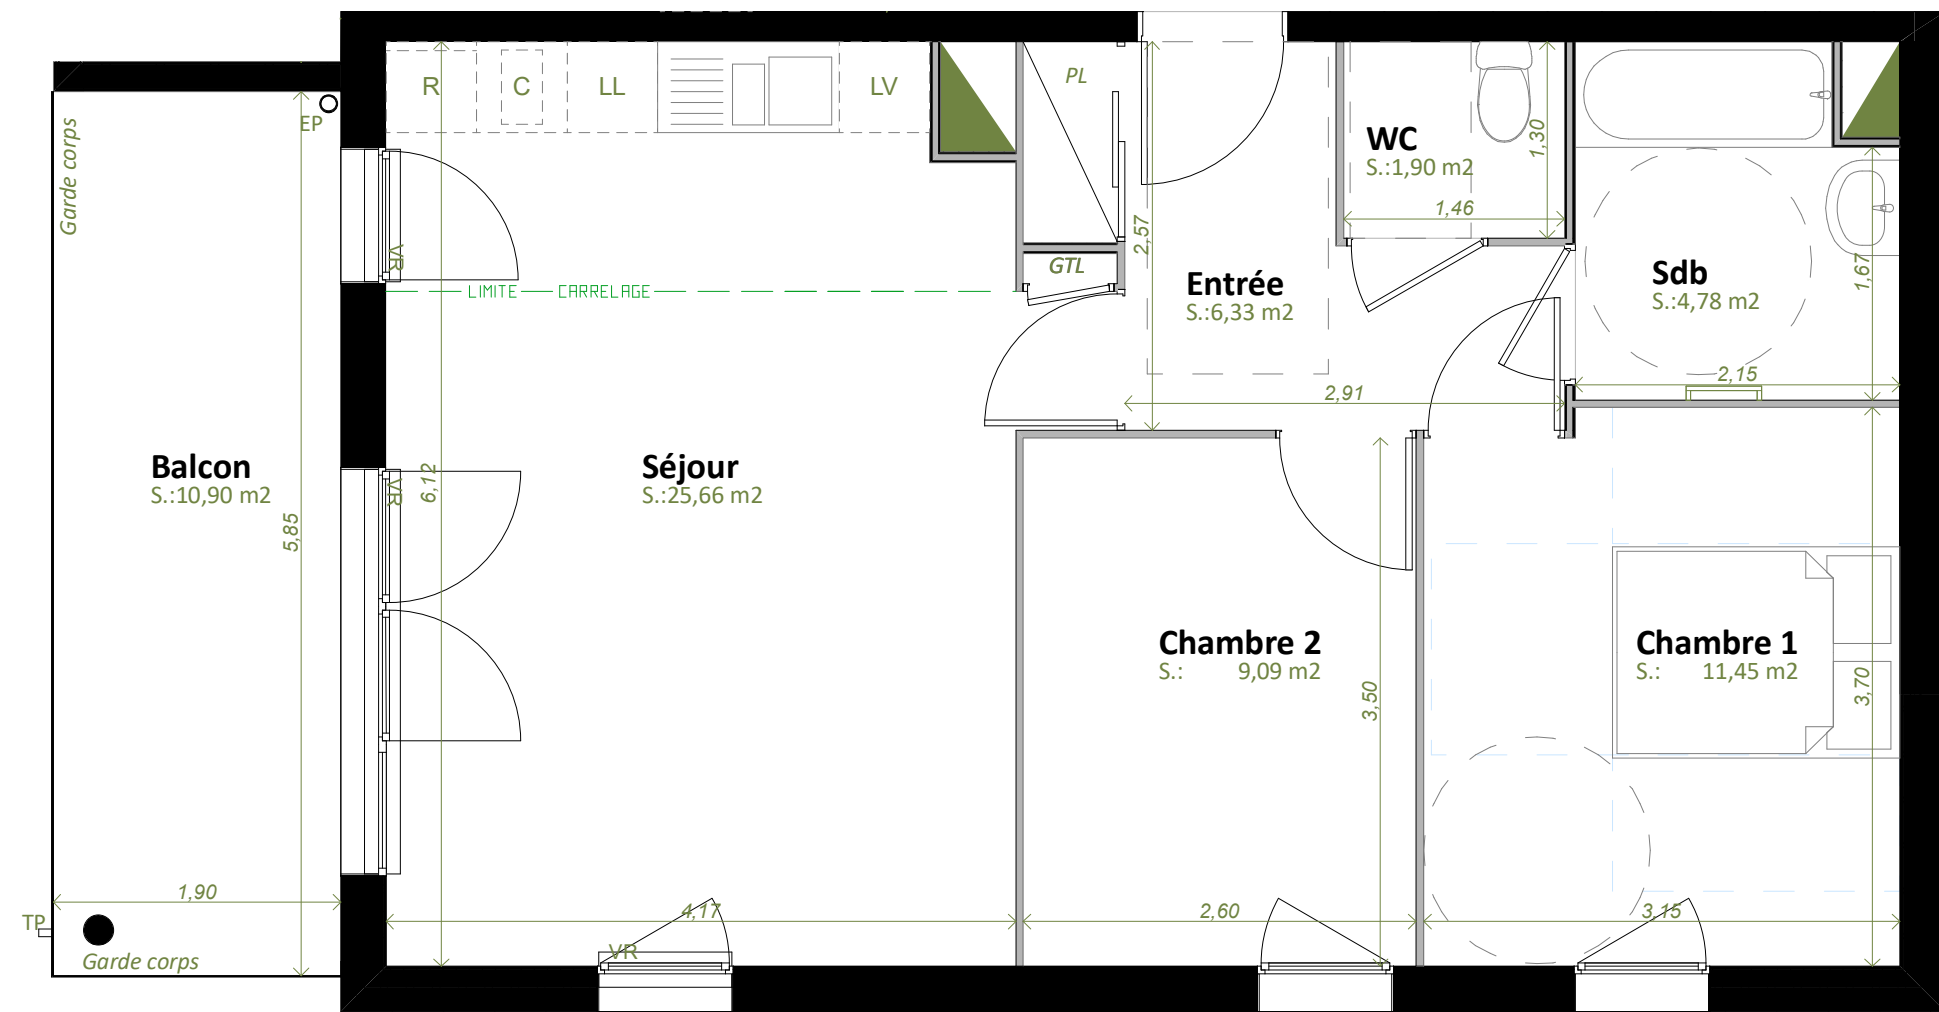 R
C
LL
LV
PL
EP
Garde corps
WC
S.:1,90 m2
1,30
1,46
VR
2,57
GTL
LIMITE
CARRELAGE
Entrée
S.:6,33 m2
Sdb
S.:4,78 m2
1,67
2,15
2,91
Balcon
S.:10,90 m2
5,85
VR
6,12
Séjour
S.:25,66 m2
Chambre 2
S.: 9,09 m2
3,50
Chambre 1
S.: 11,45 m2
3,70
1,90
TP
Garde corps
4,17
VR
2,60
3,15